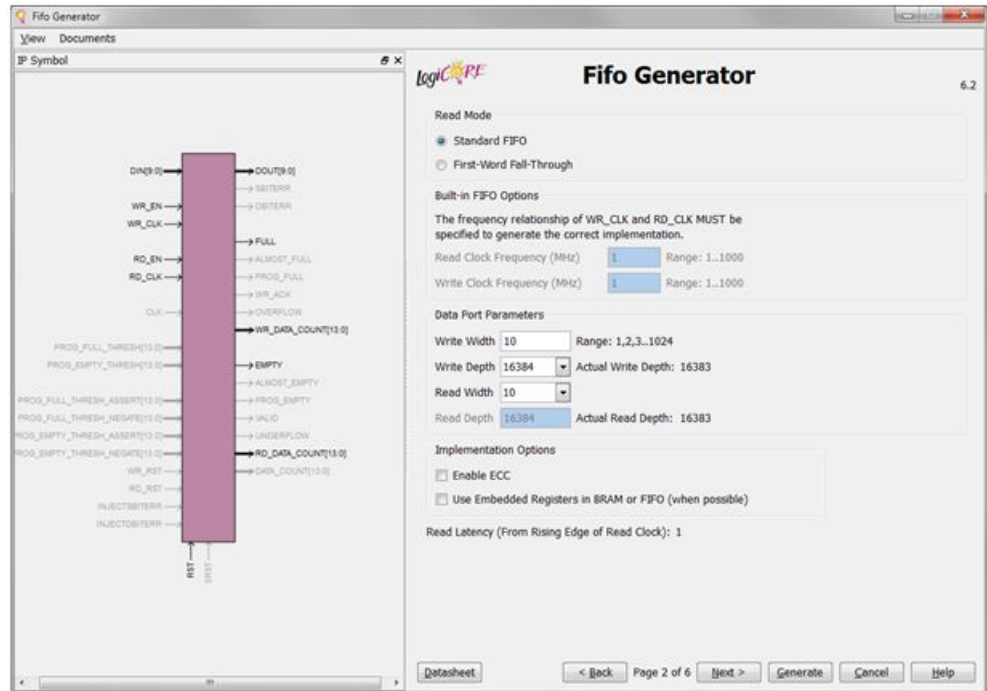 Fifo Generator
View Documents
IP Symbol
DIN[9:0]
DOUT[9:0]
SBITERR
WR_EN
DBITERR
WR_CLK
FULL
RD_EN
ALMOST_FULL
RD_CLK
PROG_FULL
WR_ACK
CLK
OVERFLOW
WR_DATA_COUNT[13:0]
PROG_FULL_THRESH[13:0]
PROG_EMPTY_THRESH[13:0]
EMPTY
ALMOST_EMPTY
PROG_FULL_THRESH_ASSERT[13:0]
PROG_EMPTY
PROG_FULL_THRESH_NEGATE[13:0]
VALID
PROG_EMPTY_THRESH_ASSERT[13:0]
UNDERFLOW
PROG_EMPTY_THRESH_NEGATE[13:0]
RD_DATA_COUNT[13:0]
WR_RST
DATA_COUNT[13:0]
RD_RST
INJECTSBITERR
INJECTDBITERR
RST
SRST
LogiCORE
Fifo Generator
6.2
Read Mode
Standard FIFO
First-Word Fall-Through
Built-in FIFO Options
The frequency relationship of WR_CLK and RD_CLK MUST be
specified to generate the correct implementation.
Read Clock Frequency (MHz) 1 Range: 1..1000
Write Clock Frequency (MHz) 1 Range: 1..1000
Data Port Parameters
Write Width 10 Range: 1,2,3..1024
Write Depth 16384 Actual Write Depth: 16383
Read Width 10
Read Depth 16384 Actual Read Depth: 16383
Implementation Options
Enable ECC
Use Embedded Registers in BRAM or FIFO (when possible)
Read Latency (From Rising Edge of Read Clock): 1
Datasheet < Back Page 2 of 6 Next > Generate Cancel Help